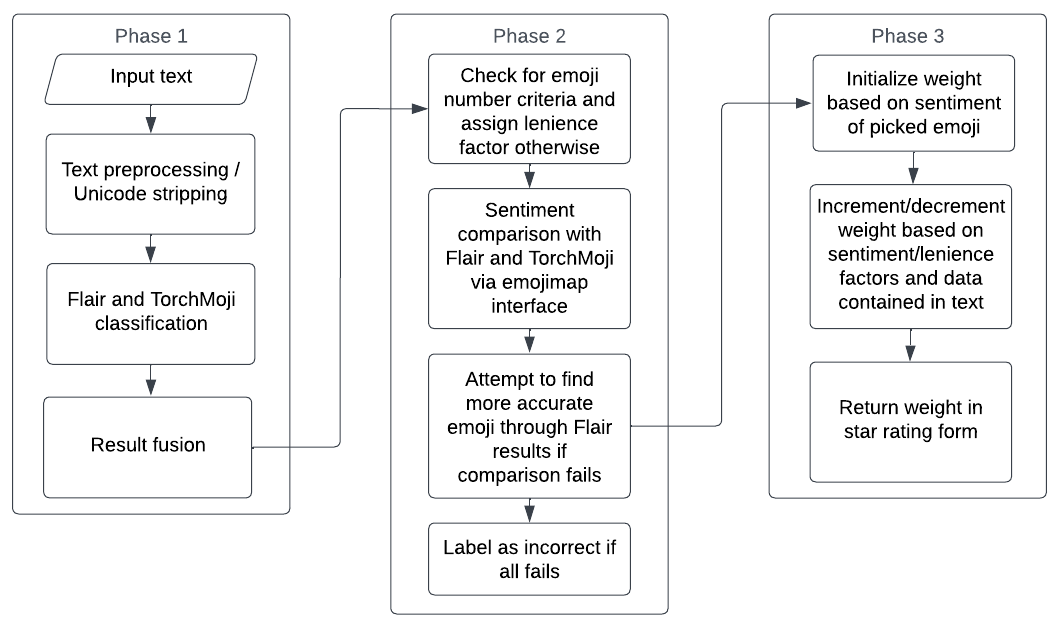 Phase 1
Input text
Text preprocessing /
Unicode stripping
Flair and TorchMoji
classification
Result fusion
Phase 2
Check for emoji
number criteria and
assign lenience
factor otherwise
Sentiment
comparison with
Flair and TorchMoji
via emojimap
interface
Attempt to find
more accurate
emoji through Flair
results if
comparison fails
Label as incorrect if
all fails
Phase 3
Initialize weight
based on sentiment
of picked emoji
Increment/decrement
weight based on
sentiment/lenience
factors and data
contained in text
Return weight in
star rating form